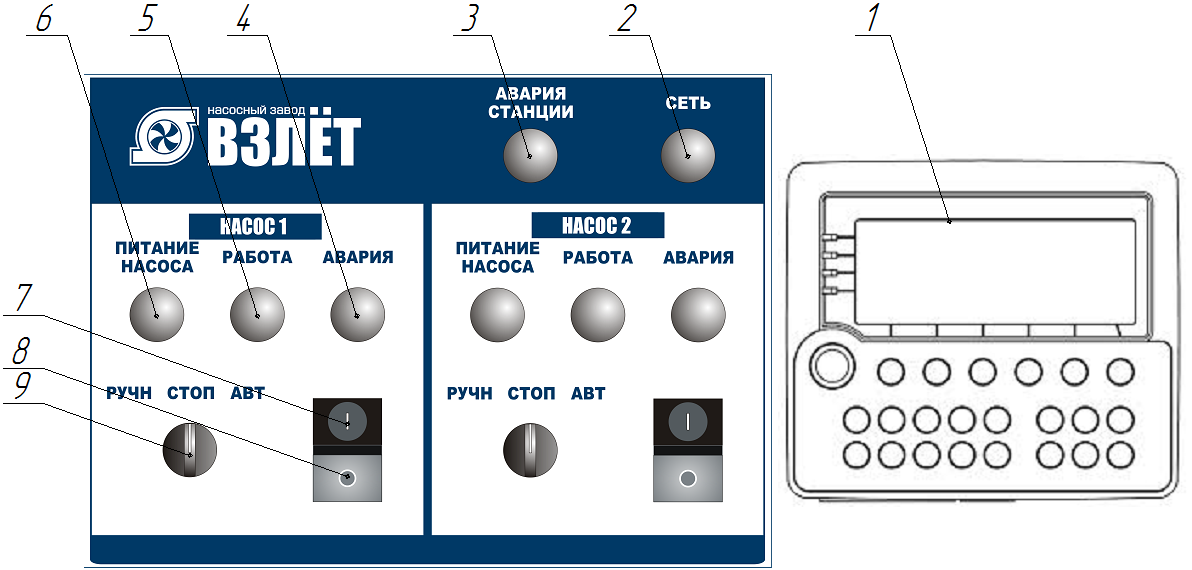 6 5 4 3 2 1
АВАРИЯ
СТАНЦИИ
СЕТЬ
насосный завод
ВЗЛЁТ
НАСОС 1
ПИТАНИЕ
НАСОСА
РАБОТА
АВАРИЯ
НАСОС 2
ПИТАНИЕ
НАСОСА
РАБОТА
АВАРИЯ
7
8
9
РУЧН СТОП АВТ
РУЧН СТОП АВТ